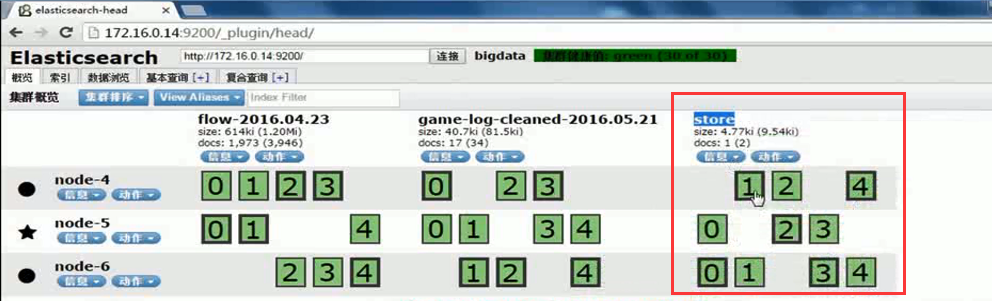 elasticsearch-head
172.16.0.14:9200/_plugin/head/
Elasticsearch http://172.16.0.14:9200/ 连接 bigdata 集群健康值: green (30 of 30)
概览 索引 数据浏览 基本查询 [+] 复合查询 [+]
集群概览 集群排序 View Aliases Index Filter
flow-2016.04.23 game-log-cleaned-2016.05.21 store
size: 614ki (1.20Mi) size: 40.7ki (81.5ki) size: 4.77ki (9.54ki)
docs: 1,973 (3,946) docs: 17 (34) docs: 1 (2)
信息 动作 信息 动作 信息 动作
node-4 0 1 2 3 0 2 3 1 2 4
信息 动作
node-5 0 1 4 0 1 3 4 0 2 3
信息 动作
node-6 2 3 4 1 2 4 0 1 3 4
信息 动作